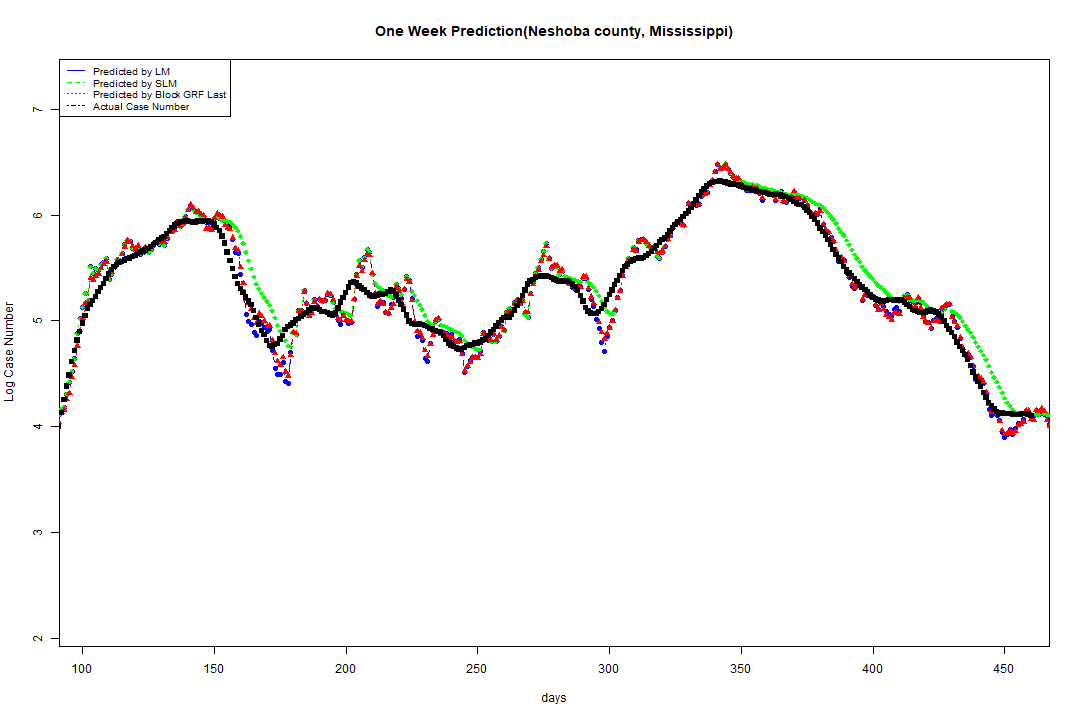 One Week Prediction(Neshoba county, Mississippi)
Predicted by LM
Predicted by SLM
Predicted by Block GRF Last
Actual Case Number
7
6
5
4
3
2
Log Case Number
100 150 200 250 300 350 400 450
days